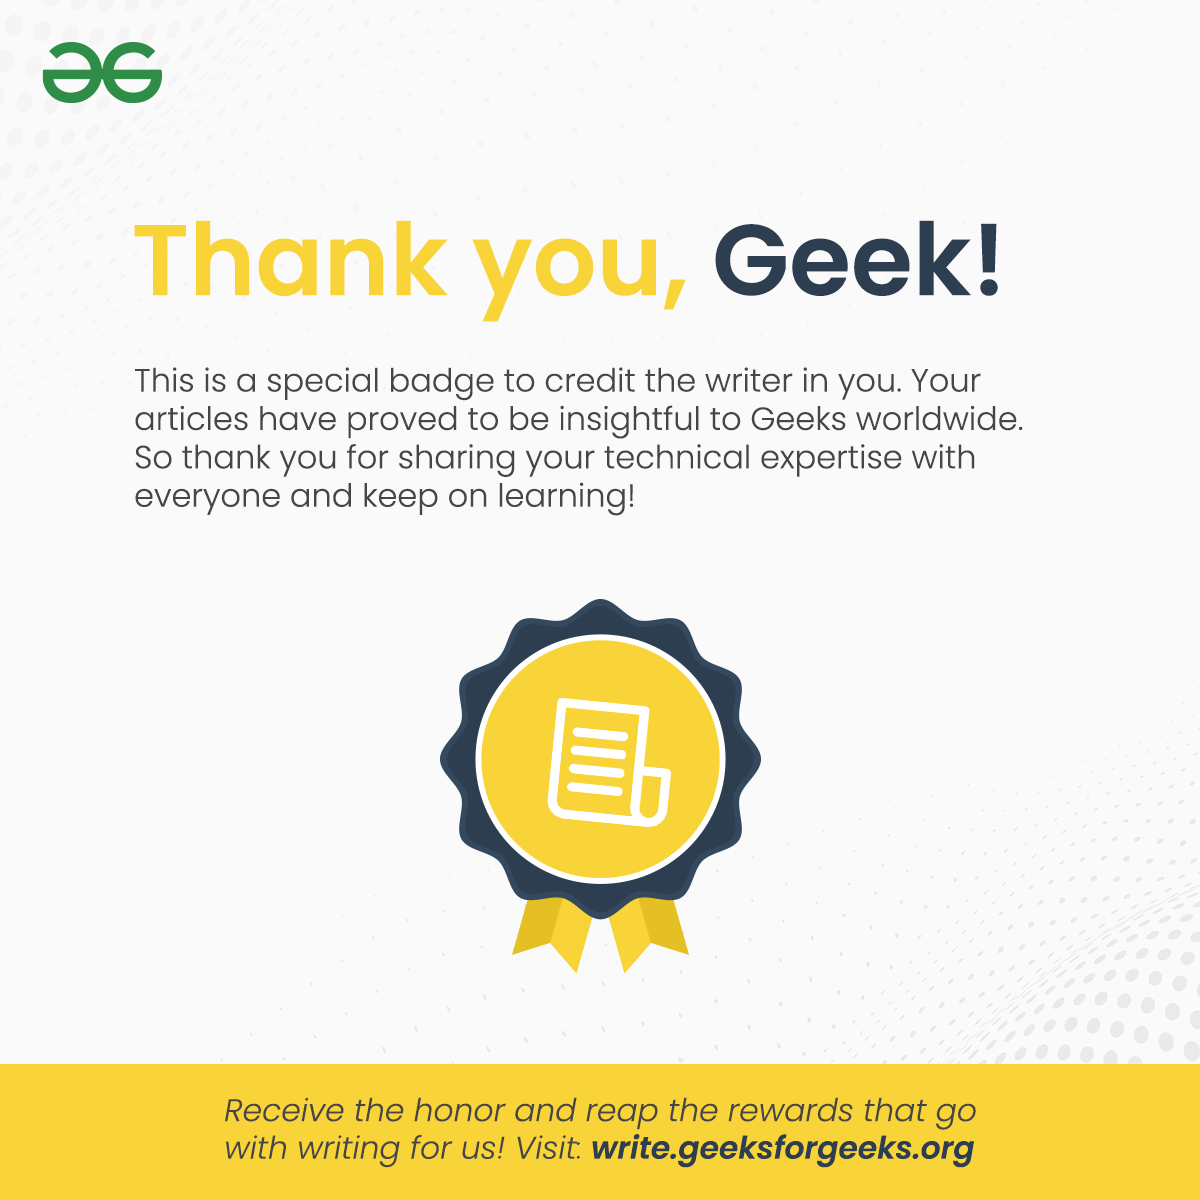 Thank you, Geek!
This is a special badge to credit the writer in you. Your
articles have proved to be insightful to Geeks worldwide.
So thank you for sharing your technical expertise with
everyone and keep on learning!
Receive the honor and reap the rewards that go
with writing for us! Visit: write.geeksforgeeks.org